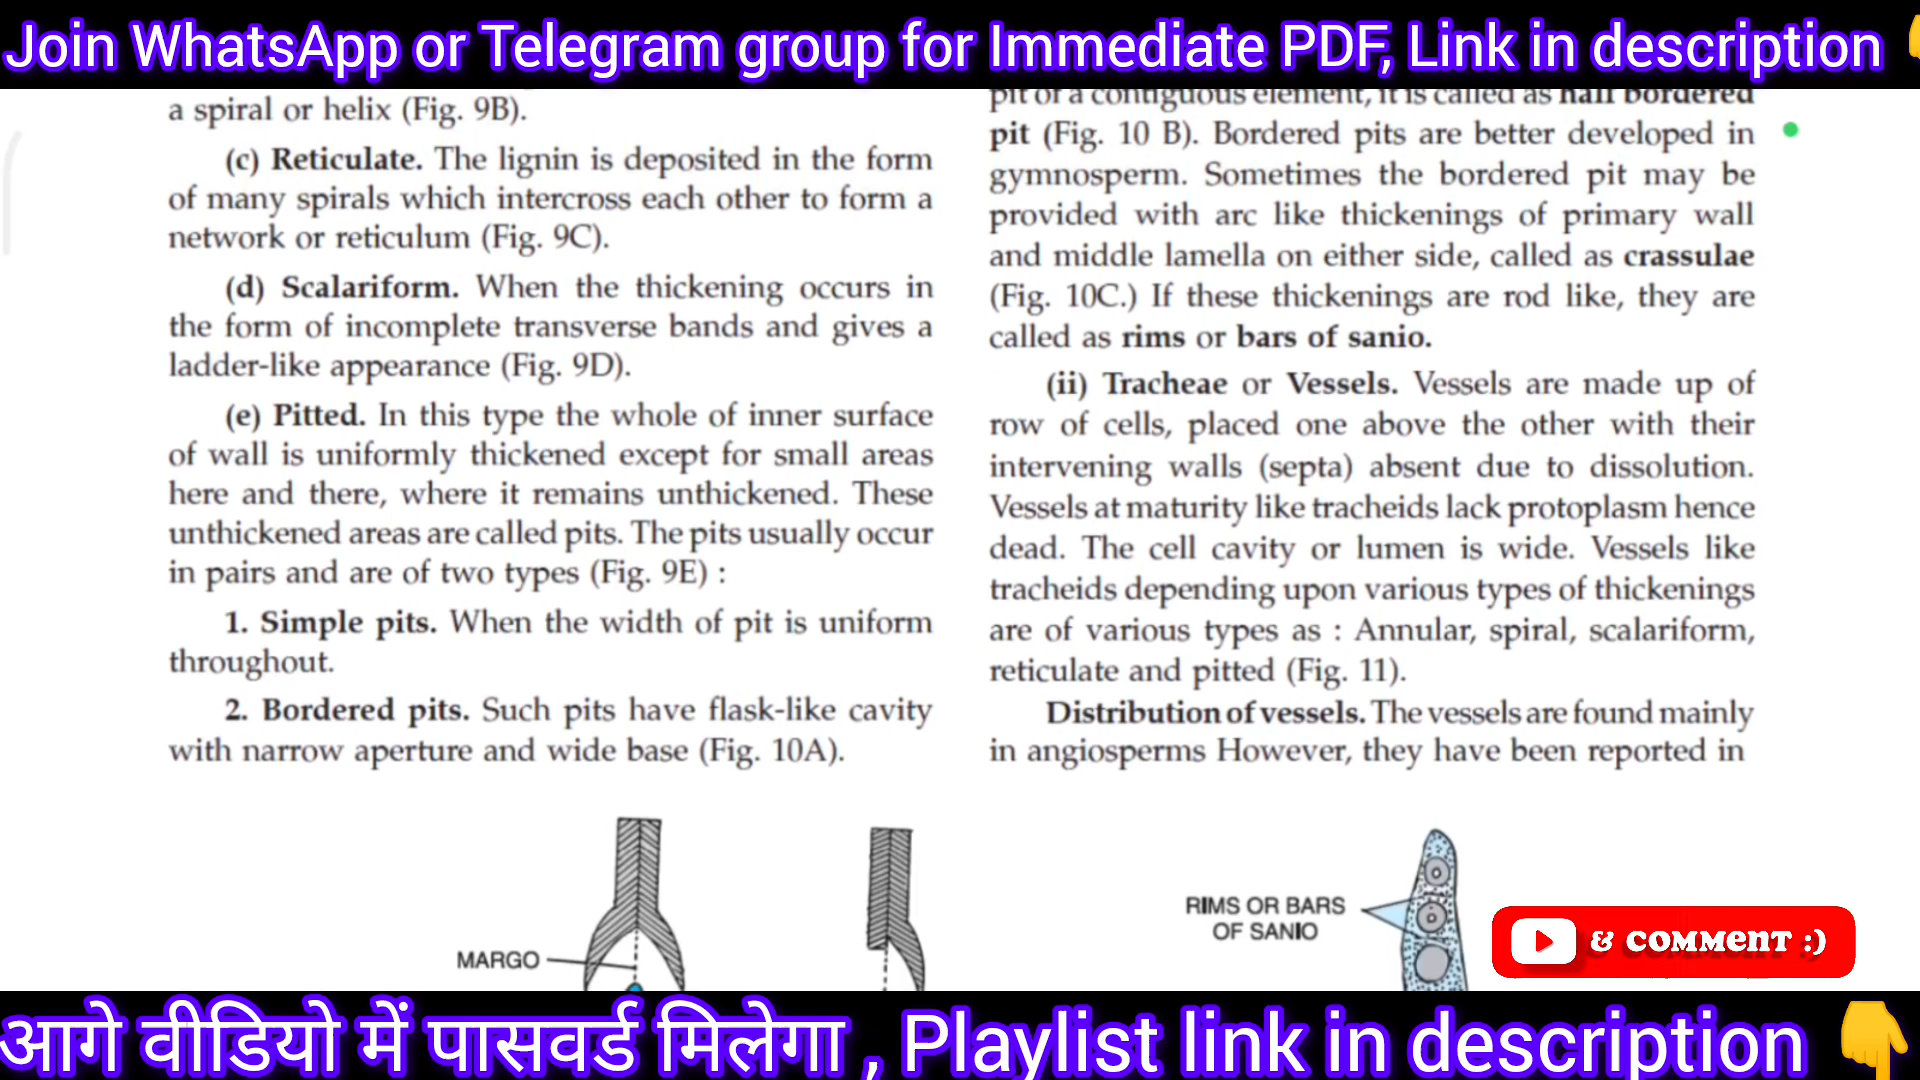 Join WhatsApp or Telegram group for Immediate PDF, Link in description
a spiral or helix (Fig. 9B).
(c) Reticulate. The lignin is deposited in the form
of many spirals which intercross each other to form a
network or reticulum (Fig. 9C).
(d) Scalariform. When the thickening occurs in
the form of incomplete transverse bands and gives a
ladder-like appearance (Fig. 9D).
(e) Pitted. In this type the whole of inner surface
of wall is uniformly thickened except for small areas
here and there, where it remains unthickened. These
unthickened areas are called pits. The pits usually occur
in pairs and are of two types (Fig. 9E) :
1. Simple pits. When the width of pit is uniform
throughout.
2. Bordered pits. Such pits have flask-like cavity
with narrow aperture and wide base (Fig. 10A).
pit of a contiguous element, it is called as half bordered
pit (Fig. 10 B). Bordered pits are better developed in
gymnosperm. Sometimes the bordered pit may be
provided with arc like thickenings of primary wall
and middle lamella on either side, called as crassulae
(Fig. 10C.) If these thickenings are rod like, they are
called as rims or bars of sanio.
(ii) Tracheae or Vessels. Vessels are made up of
row of cells, placed one above the other with their
intervening walls (septa) absent due to dissolution.
Vessels at maturity like tracheids lack protoplasm hence
dead. The cell cavity or lumen is wide. Vessels like
tracheids depending upon various types of thickenings
are of various types as : Annular, spiral, scalariform,
reticulate and pitted (Fig. 11).
Distribution of vessels. The vessels are found mainly
in angiosperms However, they have been reported in
MARGO
RIMS OR BARS
OF SANIO
& COMMENT :)
आगे वीडियो में पासवर्ड मिलेगा , Playlist link in description